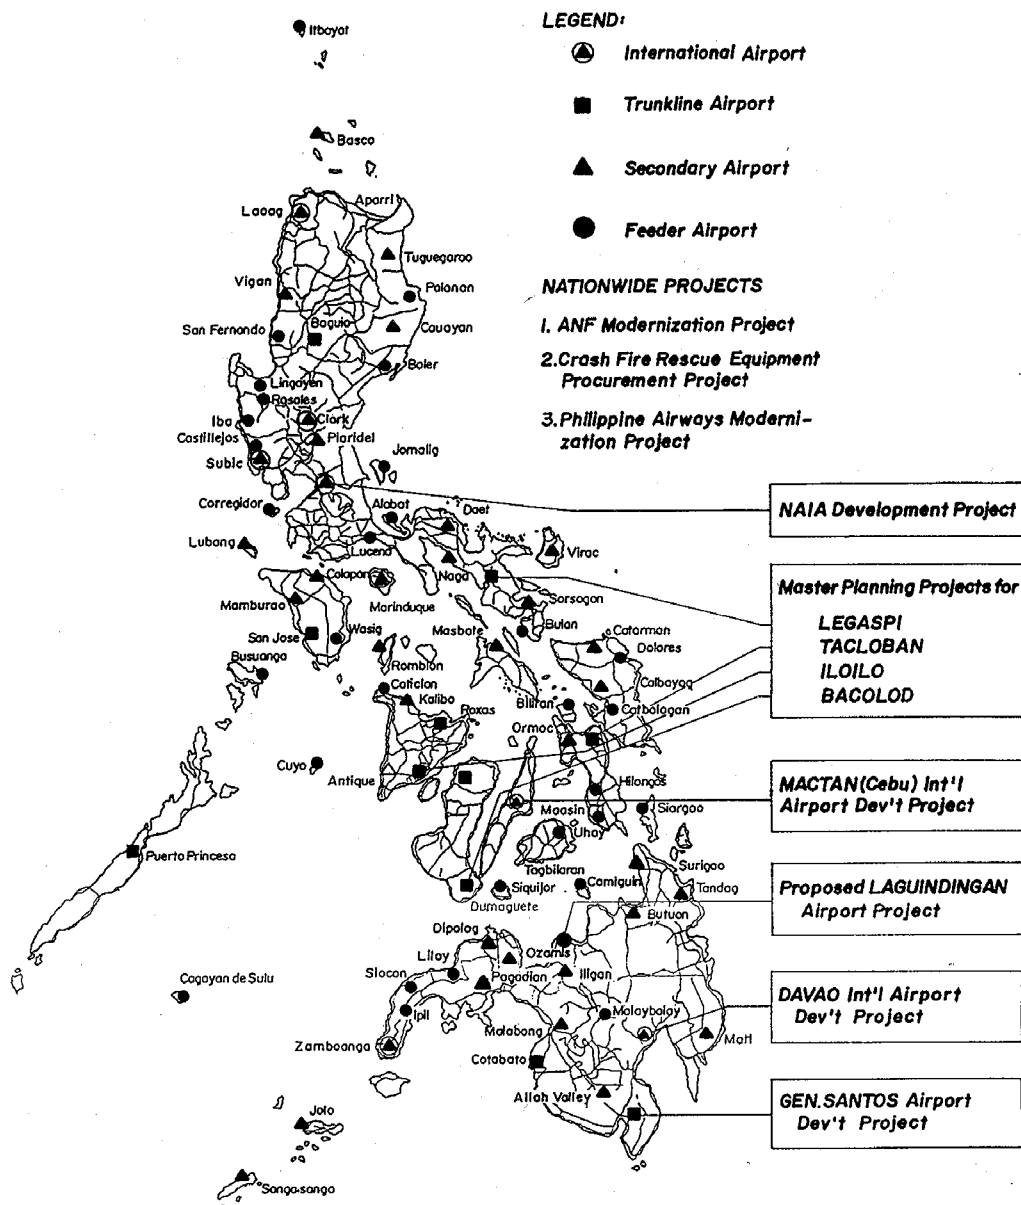 LEGEND:
International Airport
Trunkline Airport
Secondary Airport
Feeder Airport
NATIONWIDE PROJECTS
1. ANF Modernization Project
2.Crash Fire Rescue Equipment
Procurement Project
3.Philippine Airways Moderni-
zation Project
Itbayat
Basco
Laoag
Aparri
Tuguegarao
Vigan
Palanan
San Fernando
Baguio
Cauayan
Baler
Lingayen
Rosales
Iba
Clark
Castillejos
Plaridel
Subic
Jomalig
Corregidor
Alabat
Daet
NAIA Development Project
Lubang
Lucena
Virac
Calapan
Naga
Marinduque
Mamburao
Sorsogon
Master Planning Projects for
LEGASPI
TACLOBAN
ILOILO
BACOLOD
San Jose
Wasig
Masbate
Bulan
Catarman
Dolores
Busuanga
Romblon
Caticlan
Kalibo
Calbayog
Roxas
Biliran
Catbalogan
Ormoc
Cuyo
Antique
Hilongos
MACTAN(Cebu) Int'l
Airport Dev't Project
Maasin
Siargao
Ubay
Puerto Princesa
Tagbilaran
Surigao
Siquijor
Camiguin
Tandag
Dumaguete
Proposed LAGUINDINGAN
Airport Project
Butuan
Dipolog
Ozamis
Liloy
Siocon
Pagadian
Iligan
Cagayan de Sulu
Ipil
Malaybalay
DAVAO Int'l Airport
Dev't Project
Malabang
Mati
Zamboanga
Cotabato
Allah Valley
GEN.SANTOS Airport
Dev't Project
Jolo
Sanga-sanga